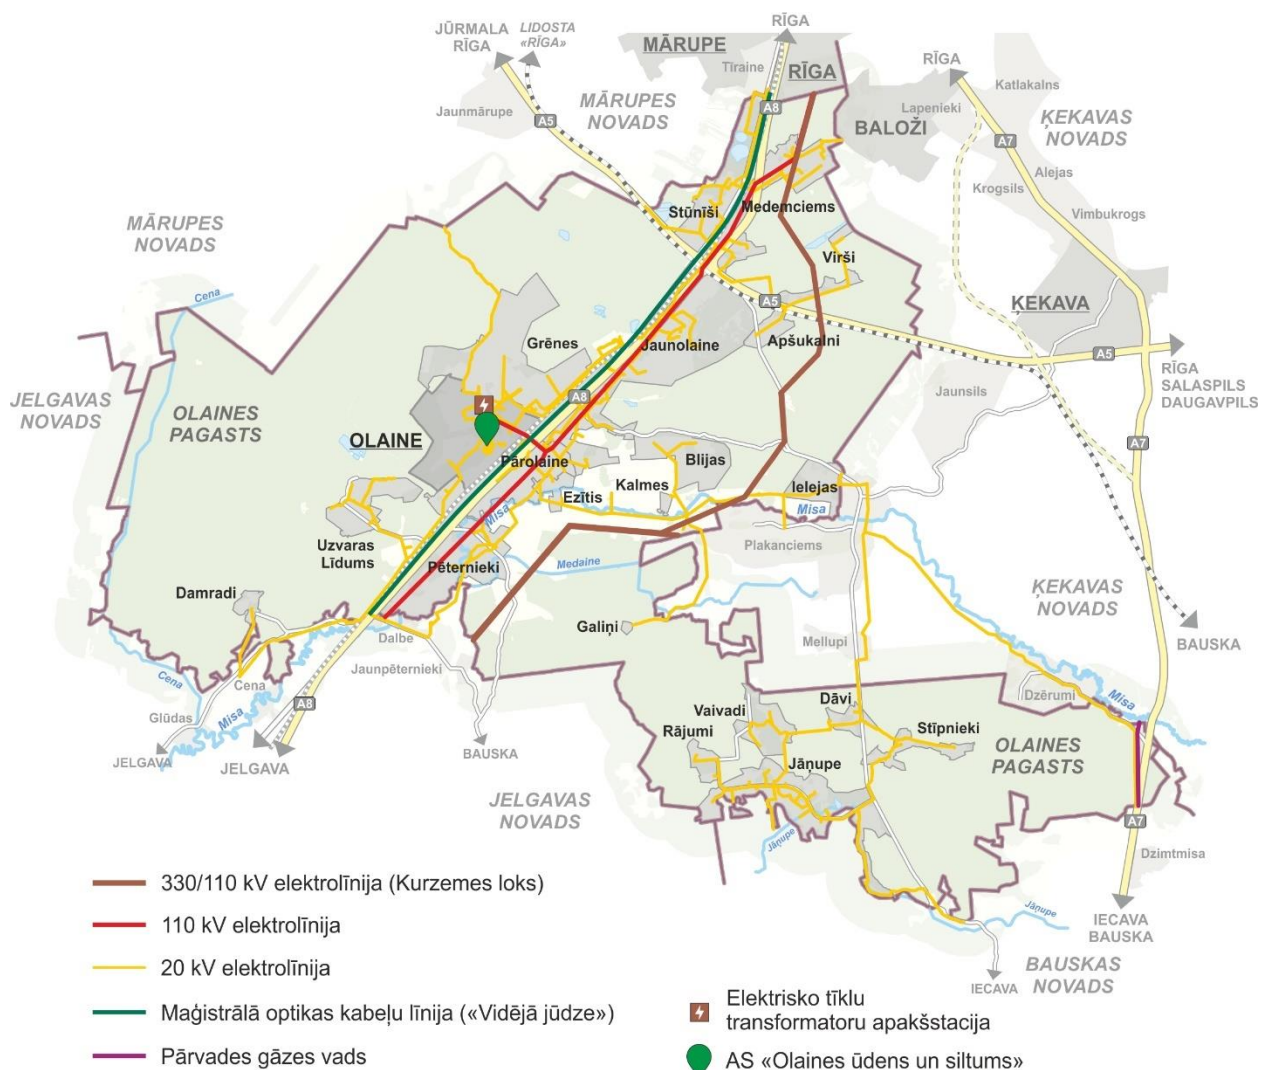 JŪRMALA
RĪGA
LIDOSTA
«RĪGA»
RĪGA
MĀRUPE
Tīraine
RĪGA
RĪGA
Katlakalns
Lapenieki
Jaunmārupe
MĀRUPES
NOVADS
A5
A8
BALOŽI
ĶEKAVAS
NOVADS
A7
Alejas
Krogsils
Vimbukrogs
Stūnīši
Medemciems
MĀRUPES
NOVADS
Virši
Cena
A5
ĶEKAVA
Grēnes
Jaunolaine
Apšukalni
A5
RĪGA
SALASPILS
DAUGAVPILS
JELGAVAS
NOVADS
OLAINES
PAGASTS
A8
Jaunsils
OLAINE
A7
Pārolaine
Blijas
Kalmes
Ielejas
Ezītis
Misa
Misa
Uzvaras
Līdums
Plakanciems
Pēternieki
Medaine
Damradi
ĶEKAVAS
NOVADS
Galiņi
Dalbe
Mellupi
BAUSKA
Jaunpēternieki
Cena
Cena
Misa
Glūdas
A8
Dzērumi
Misa
Vaivadi
Dāvi
Rājumi
Stīpnieki
JELGAVA
JELGAVA
BAUSKA
OLAINES
PAGASTS
Jāņupe
JELGAVAS
NOVADS
A7
Jāņupe
Dzimtmisa
Jāņupe
IECAVA
BAUSKA
BAUSKAS
NOVADS
IECAVA
330/110 kV elektrolīnija (Kurzemes loks)
110 kV elektrolīnija
20 kV elektrolīnija
Maģistrālā optikas kabeļu līnija («Vidējā jūdze»)
Pārvades gāzes vads
Elektrisko tīklu
transformatoru apakšstacija
AS «Olaines ūdens un siltums»